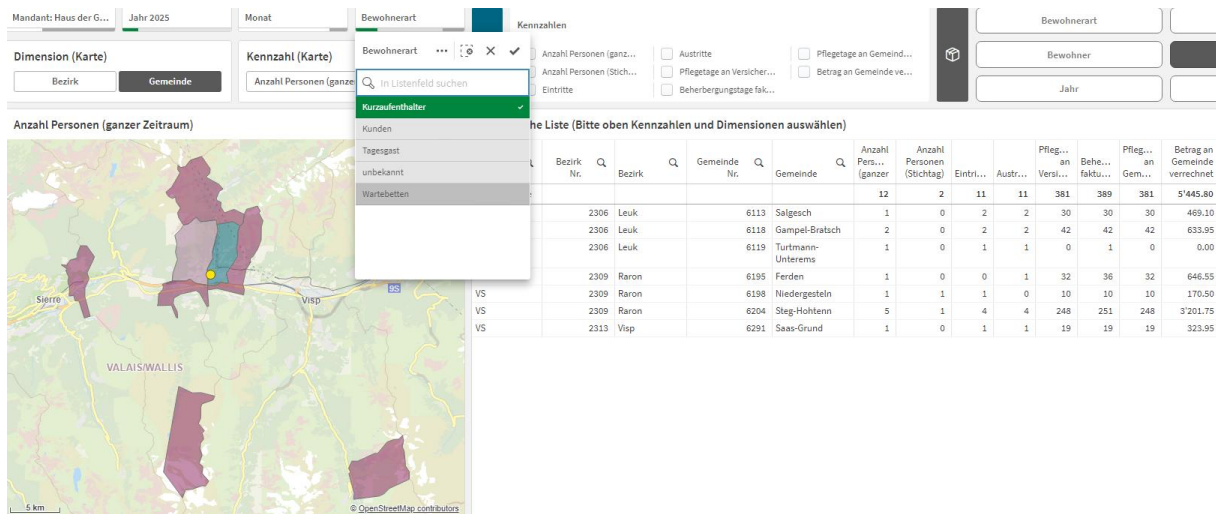 Mandant: Haus der G...
Jahr 2025
Monat
Bewohnerart
Kennzahlen
Anzahl Personen (ganz...
Austritte
Pflegetage an Gemeind...
Anzahl Personen (Stich...
Pflegetage an Versicher...
Betrag an Gemeinde ve...
Eintritte
Beherbergungstage fak...
Bewohnerart
Bewohner
Jahr
Dimension (Karte)
Bezirk
Gemeinde
Kennzahl (Karte)
Anzahl Personen (ganze
Bewohnerart
In Listenfeld suchen
Kurzaufenthalter
Kunden
Tagesgast
unbekannt
Wartebetten
Anzahl Personen (ganzer Zeitraum)
Sierre
Visp
9S
VALAIS/WALLIS
5 km
© OpenStreetMap contributors
he Liste (Bitte oben Kennzahlen und Dimensionen auswählen)
Bezirk Nr. Bezirk Gemeinde Nr. Gemeinde Anzahl Pers... (ganzer Anzahl Personen (Stichtag) Eintri... Austr... Pfleg... an Versi... Behe... faktu... Pfleg... an Gem... Betrag an Gemeinde verrechnet
12 2 11 11 381 389 381 5'445.80
2306 Leuk 6113 Salgesch 1 0 2 2 30 30 30 469.10
2306 Leuk 6118 Gampel-Bratsch 2 0 2 2 42 42 42 633.95
2306 Leuk 6119 Turtmann-Unterems 1 0 1 1 0 1 0 0.00
2309 Raron 6195 Ferden 1 0 0 1 32 36 32 646.55
VS 2309 Raron 6198 Niedergesteln 1 1 1 0 10 10 10 170.50
VS 2309 Raron 6204 Steg-Hohtenn 5 1 4 4 248 251 248 3'201.75
VS 2313 Visp 6291 Saas-Grund 1 0 1 1 19 19 19 323.95